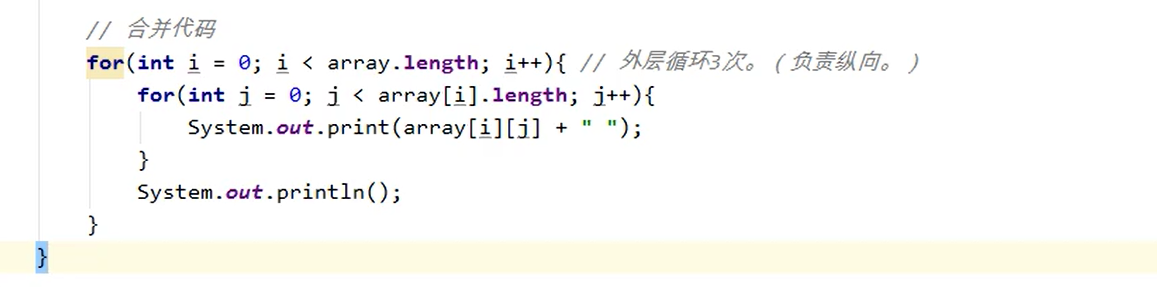 // 合并代码
for(int i = 0; i < array.length; i++){ // 外层循环3次。(负责纵向。)
for(int j = 0; j < array[i].length; j++){
System.out.print(array[i][j] + " ");
}
System.out.println();
}
}